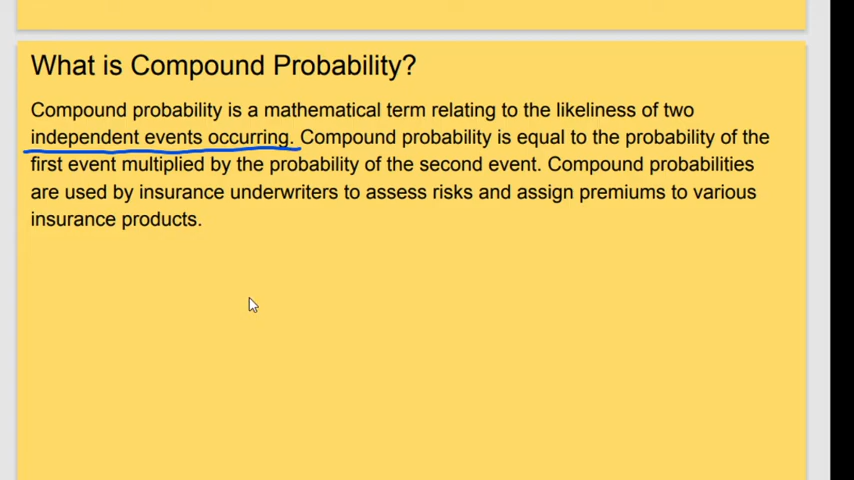 What is Compound Probability?
Compound probability is a mathematical term relating to the likeliness of two
independent events occurring. Compound probability is equal to the probability of the
first event multiplied by the probability of the second event. Compound probabilities
are used by insurance underwriters to assess risks and assign premiums to various
insurance products.